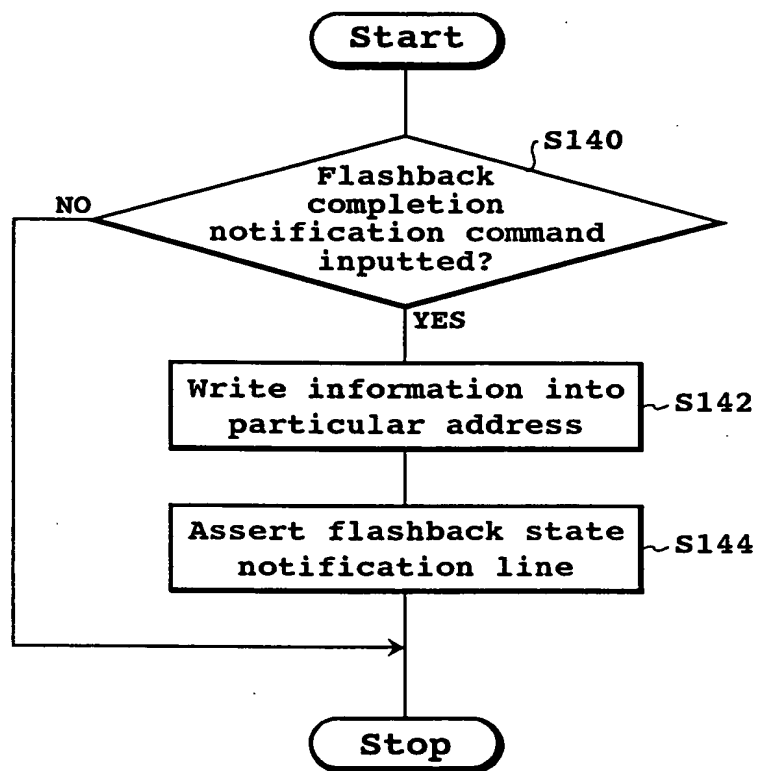 Start
S140
Flashback
completion
notification command
inputted?
NO
YES
Write information into
particular address
S142
Assert flashback state
notification line
S144
Stop